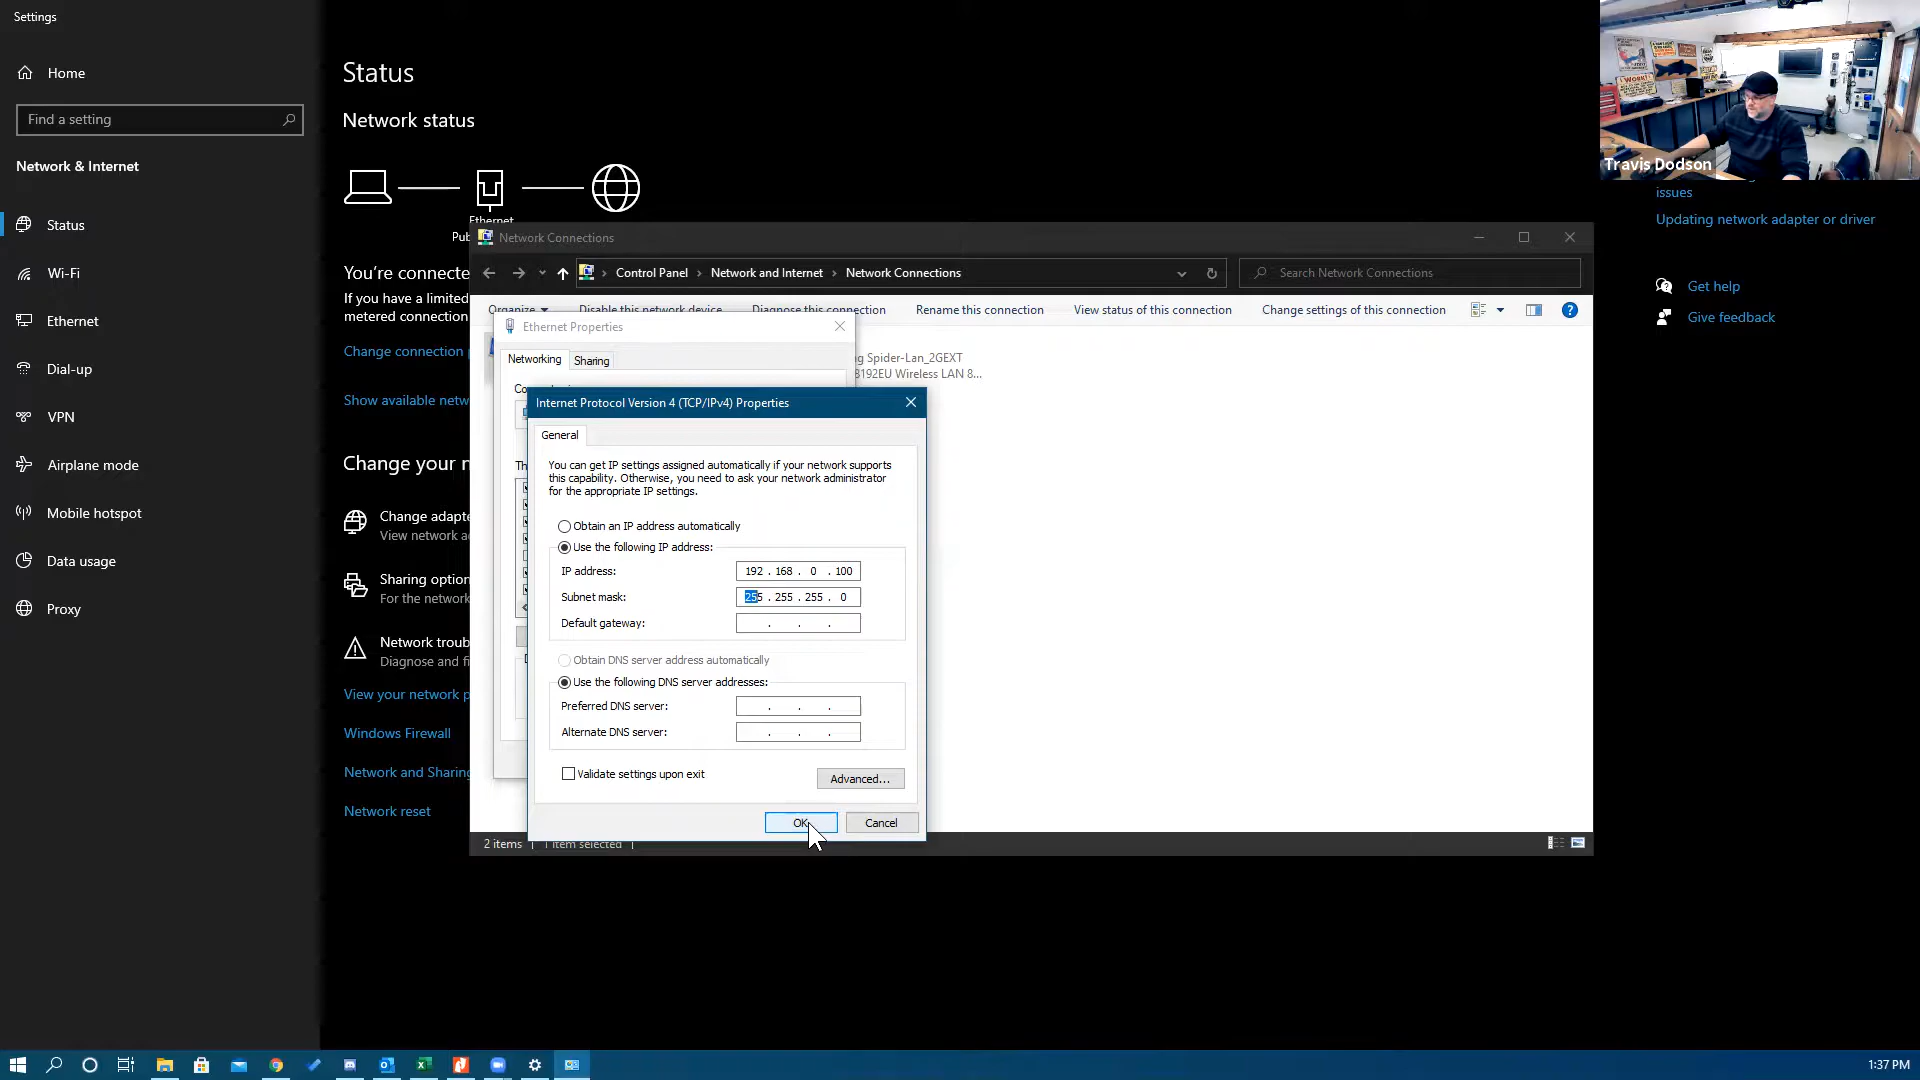 Settings
Home
Find a setting
Network & Internet
Status
Wi-Fi
Ethernet
Dial-up
VPN
Airplane mode
Mobile hotspot
Data usage
Proxy
Status
Network status
Ethernet
Pub
You're connecte
If you have a limited
metered connection
Change connection p
Show available netw
Change your n
Change adapte
View network a
Sharing option
For the network
Network troub
Diagnose and fi
View your network p
Windows Firewall
Network and Sharing
Network reset
Network Connections
Control Panel > Network and Internet > Network Connections
Search Network Connections
Organize
Disable this network device
Diagnose this connection
Rename this connection
View status of this connection
Change settings of this connection
Ethernet Properties
Networking
Sharing
ng Spider-Lan_2GEXT
8192EU Wireless LAN 8...
Co
Th
Internet Protocol Version 4 (TCP/IPv4) Properties
General
You can get IP settings assigned automatically if your network supports
this capability. Otherwise, you need to ask your network administrator
for the appropriate IP settings.
Obtain an IP address automatically
Use the following IP address:
IP address: 192 . 168 . 0 . 100
Subnet mask: 255 . 255 . 255 . 0
Default gateway: . . .
Obtain DNS server address automatically
Use the following DNS server addresses:
Preferred DNS server: . . .
Alternate DNS server: . . .
Validate settings upon exit
Advanced...
OK
Cancel
2 items
1 item selected
WORK!
Travis Dodson
issues
Updating network adapter or driver
Get help
Give feedback
1:37 PM